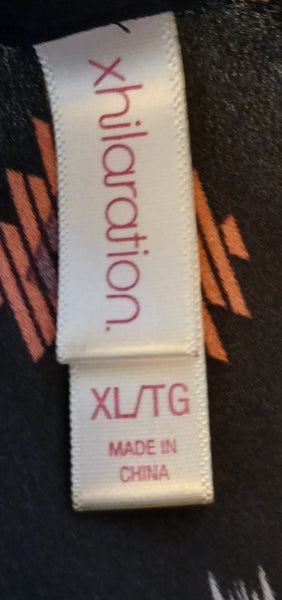 xhilaration.
XL/TG
MADE IN
CHINA